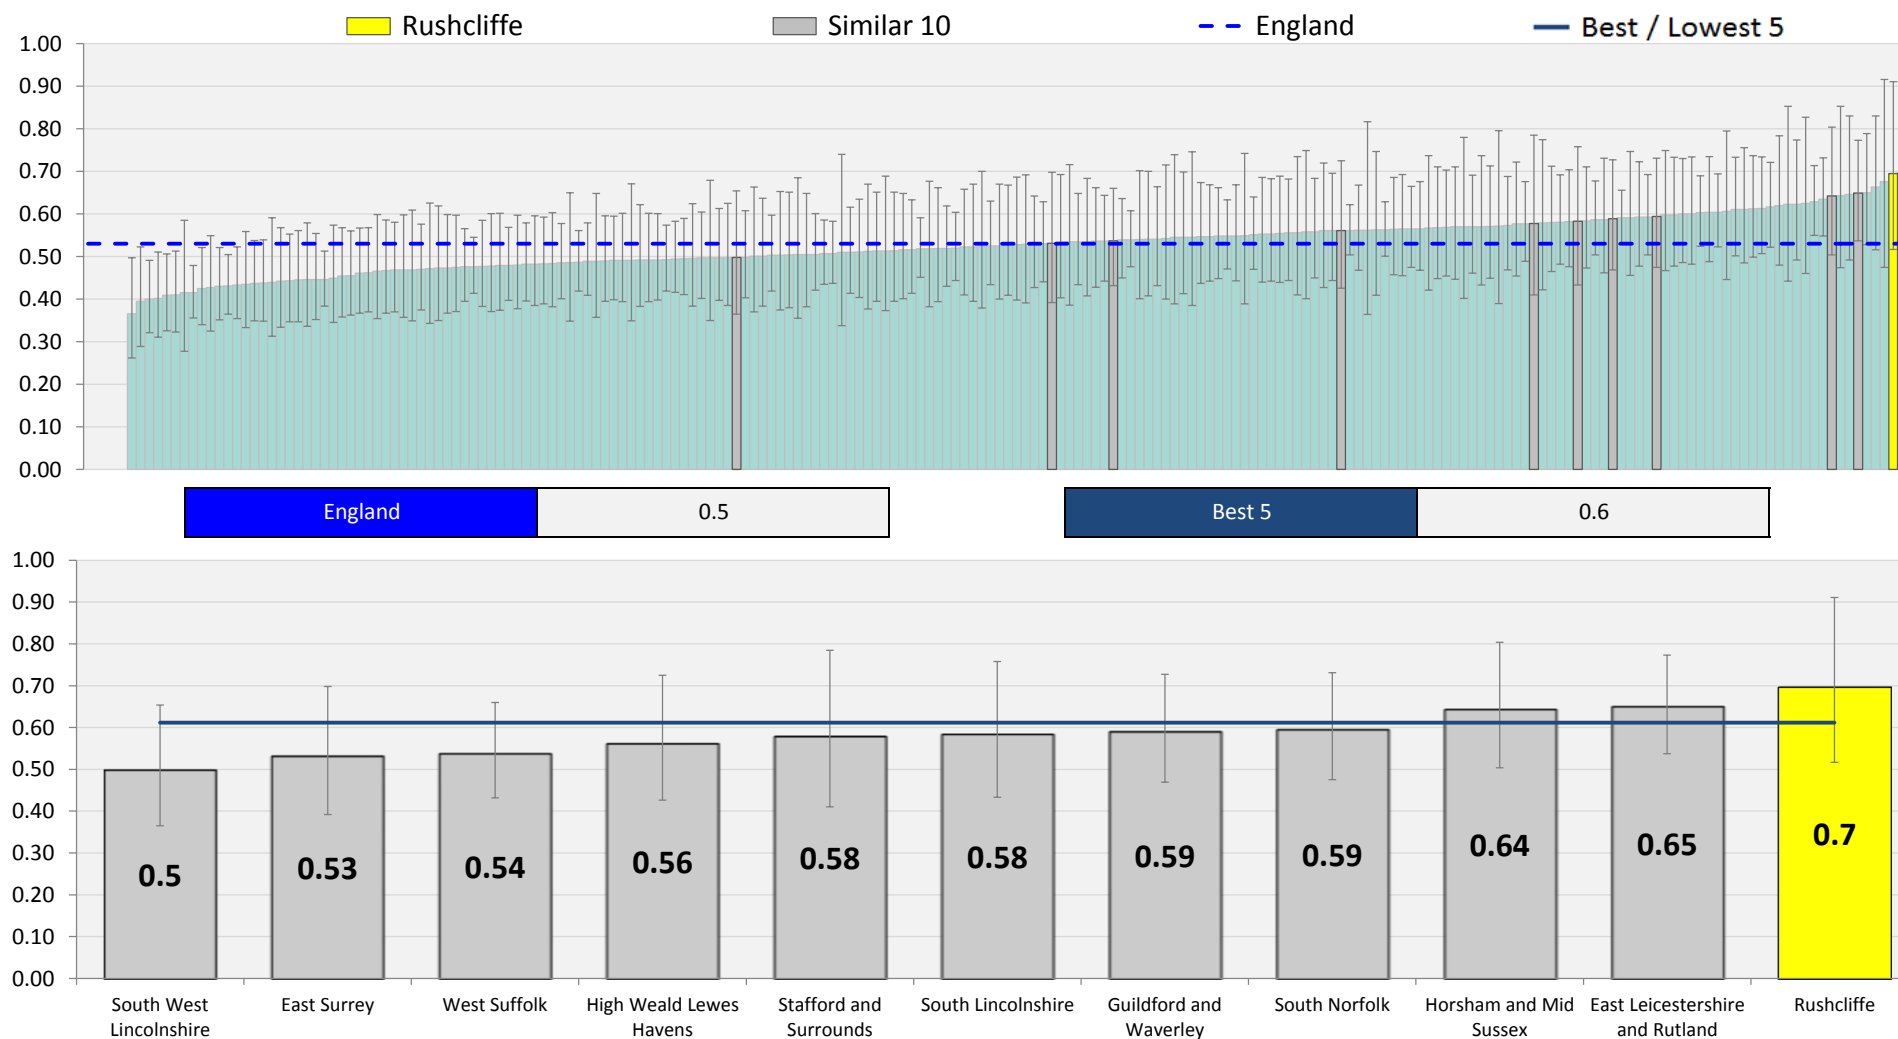 Rushcliffe Similar 10 England Best / Lowest 5
1.00
0.90
0.80
0.70
0.60
0.50
0.40
0.30
0.20
0.10
0.00
England 0.5 Best 5 0.6
1.00
0.90
0.80
0.70
0.60
0.50
0.40
0.30
0.20
0.10
0.00
0.5 0.53 0.54 0.56 0.58 0.58 0.59 0.59 0.64 0.65 0.7
South West Lincolnshire
East Surrey
West Suffolk
High Weald Lewes Havens
Stafford and Surrounds
South Lincolnshire
Guildford and Waverley
South Norfolk
Horsham and Mid Sussex
East Leicestershire and Rutland
Rushcliffe